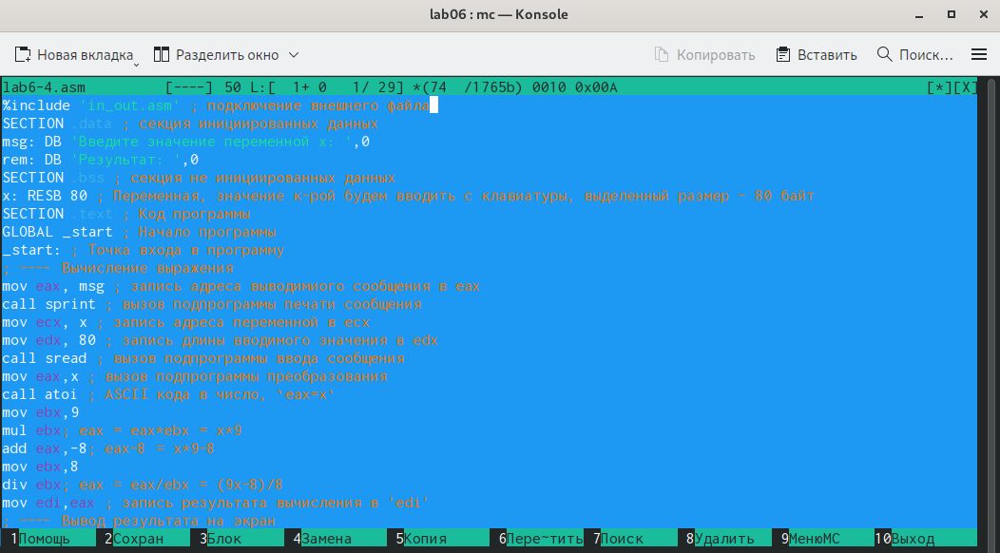 lab06 : mc — Konsole
Новая вкладка Разделить окно Копировать Вставить Поиск…
lab6-4.asm [----] 50 L:[ 1+ 0 1/ 29] *(74 /1765b) 0010 0x00A [*][X]
%include 'in_out.asm' ; подключение внешнего файла
SECTION .data ; секция инициированных данных
msg: DB 'Введите значение переменной x: ',0
rem: DB 'Результат: ',0
SECTION .bss ; секция не инициированных данных
x: RESB 80 ; Переменная, значение к-рой будем вводить с клавиатуры, выделенный размер - 80 байт
SECTION .text ; Код программы
GLOBAL _start ; Начало программы
_start: ; Точка входа в программу
; ---- Вычисление выражения
mov eax, msg ; запись адреса выводимиого сообщения в eax
call sprint ; вызов подпрограммы печати сообщения
mov ecx, x ; запись адреса переменной в ecx
mov edx, 80 ; запись длины вводимого значения в edx
call sread ; вызов подпрограммы ввода сообщения
mov eax,x ; вызов подпрограммы преобразования
call atoi ; ASCII кода в число, `eax=x`
mov ebx,9
mul ebx; eax = eax*ebx = x*9
add eax,-8; eax-8 = x*9-8
mov ebx,8
div ebx; eax = eax/ebx = (9x-8)/8
mov edi,eax ; запись результата вычисления в 'edi'
; ---- Вывод результата на экран
1Помощь 2Сохран 3Блок 4Замена 5Копия 6Пере~тить 7Поиск 8Удалить 9МенюMC 10Выход